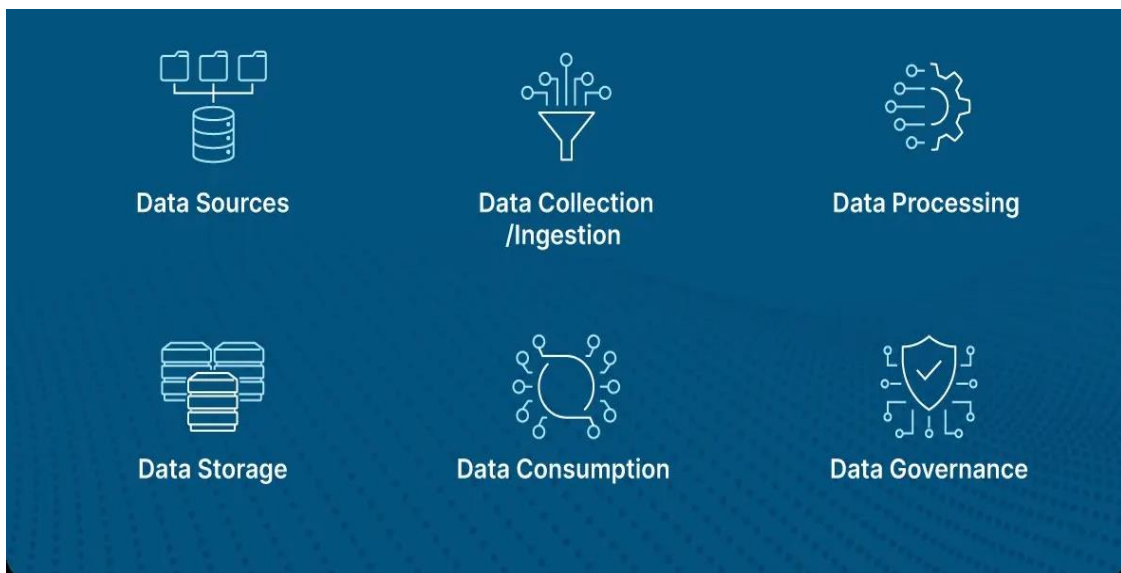 Data Sources
Data Collection
/Ingestion
Data Processing
Data Storage
Data Consumption
Data Governance